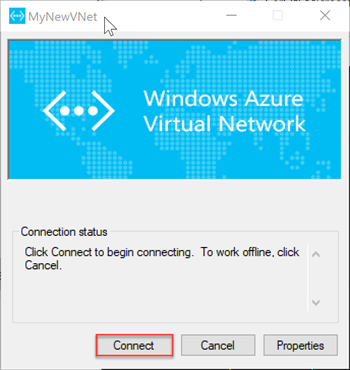 MyNewVNet
Windows Azure
Virtual Network
Connection status
Click Connect to begin connecting. To work offline, click
Cancel.
Connect Cancel Properties